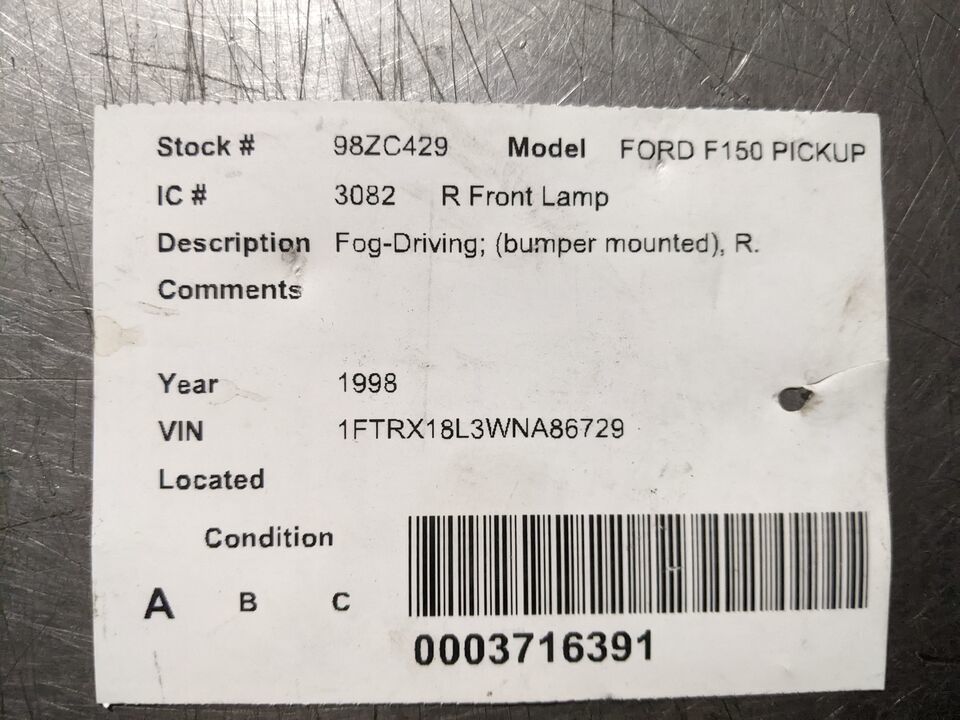 Stock # 98ZC429 Model FORD F150 PICKUP
IC # 3082 R Front Lamp
Description Fog-Driving; (bumper mounted), R.
Comments
Year 1998
VIN 1FTRX18L3WNA86729
Located
Condition
A B C
0003716391